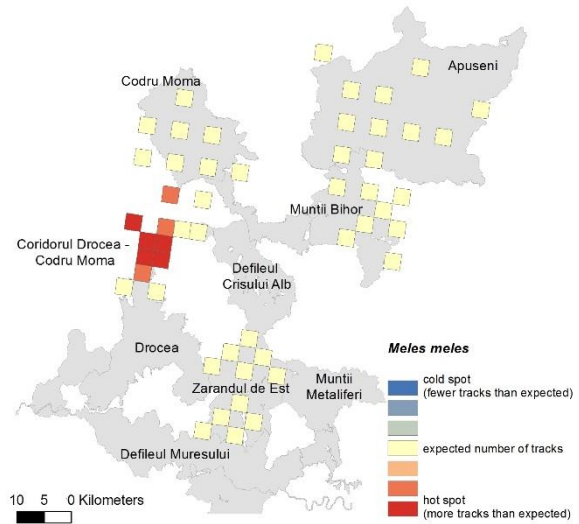 Codru Moma
Apuseni
Muntii Bihor
Coridorul Drocea -
Codru Moma
Defileul
Crisului Alb
Drocea
Zarandul de Est
Muntii
Metaliferi
Defileul Muresului
Meles meles
cold spot
(fewer tracks than expected)
expected number of tracks
hot spot
(more tracks than expected)
10 5 0 Kilometers